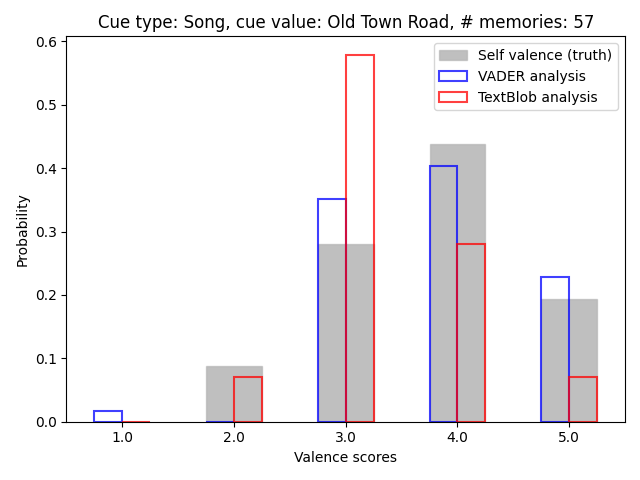 Cue type: Song, cue value: Old Town Road, # memories: 57
0.6
0.5
0.4
0.3
0.2
0.1
0.0
Probability
Self valence (truth)
VADER analysis
TextBlob analysis
1.0 2.0 3.0 4.0 5.0
Valence scores